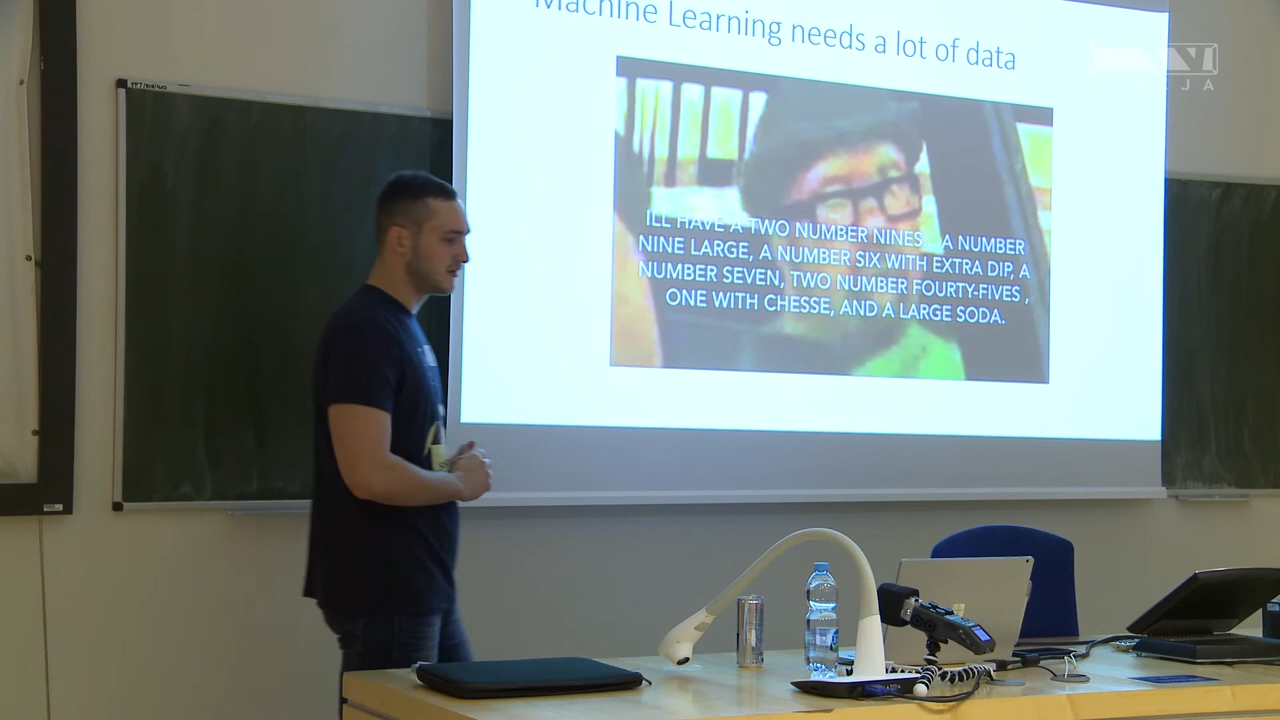 Machine Learning needs a lot of data
ILL HAVE A TWO NUMBER NINES... A NUMBER
NINE LARGE, A NUMBER SIX WITH EXTRA DIP, A
NUMBER SEVEN, TWO NUMBER FOURTY-FIVES ,
ONE WITH CHESSE, AND A LARGE SODA.